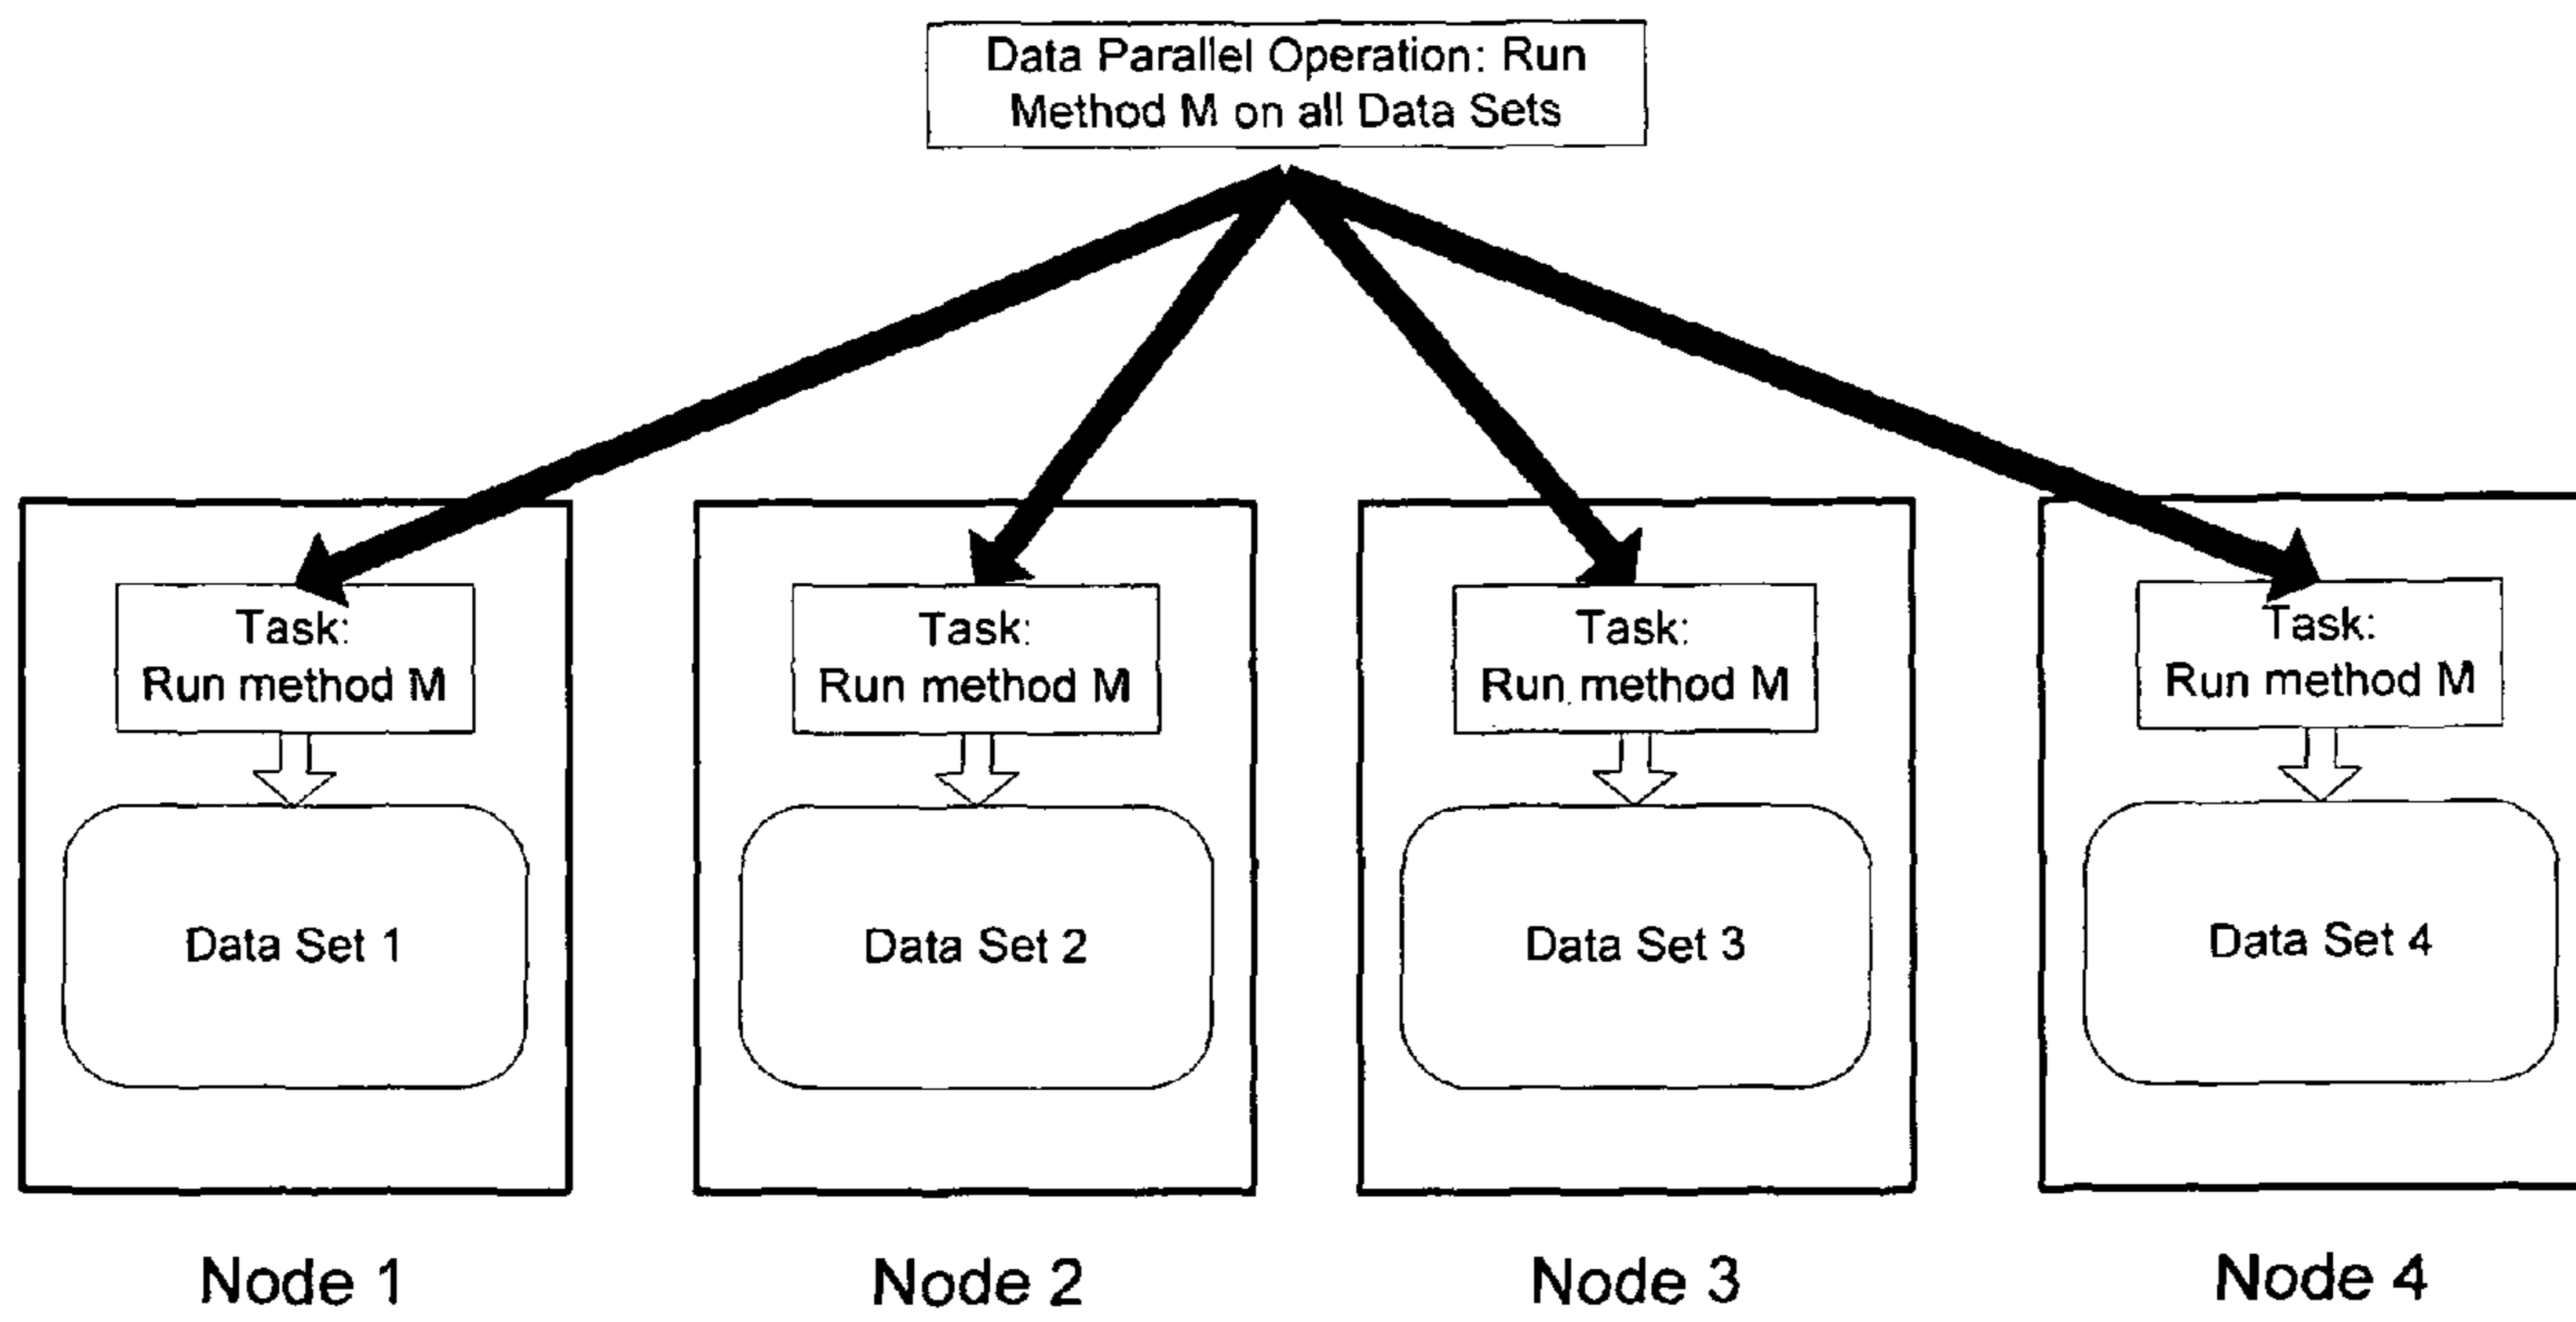 Data Parallel Operation: Run
Method M on all Data Sets
Task:
Run method M
Task:
Run method M
Task:
Run method M
Task:
Run method M
Data Set 1
Data Set 2
Data Set 3
Data Set 4
Node 1
Node 2
Node 3
Node 4